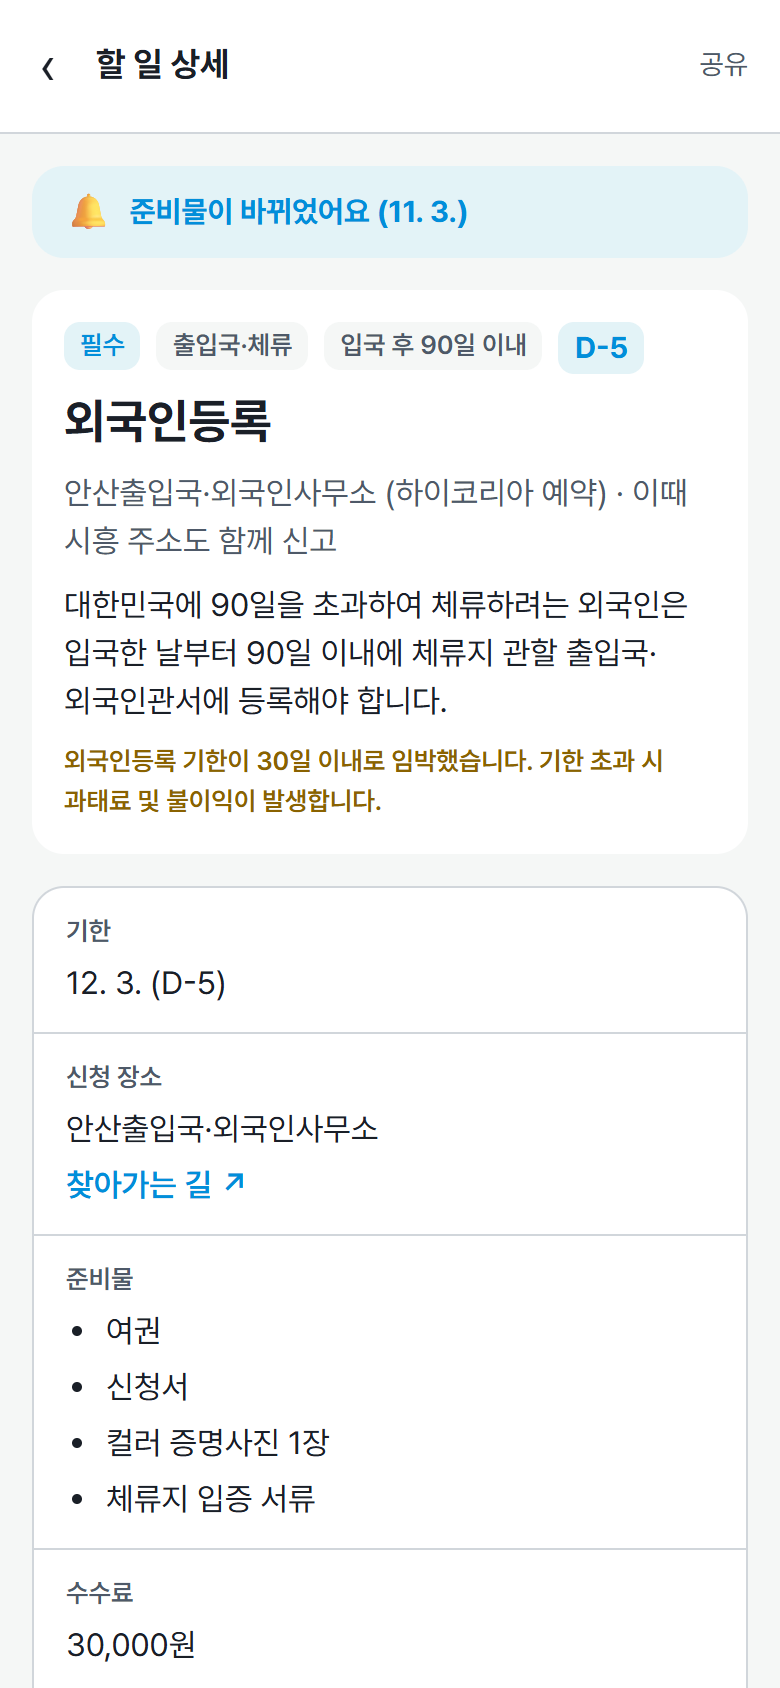 할 일 상세
공유
준비물이 바뀌었어요 (11. 3.)
필수
출입국·체류
입국 후 90일 이내
D-5
외국인등록
안산출입국·외국인사무소 (하이코리아 예약) · 이때
시흥 주소도 함께 신고
대한민국에 90일을 초과하여 체류하려는 외국인은
입국한 날부터 90일 이내에 체류지 관할 출입국·
외국인관서에 등록해야 합니다.
외국인등록 기한이 30일 이내로 임박했습니다. 기한 초과 시
과태료 및 불이익이 발생합니다.
기한
12. 3. (D-5)
신청 장소
안산출입국·외국인사무소
찾아가는 길 ↗
준비물
• 여권
• 신청서
• 컬러 증명사진 1장
• 체류지 입증 서류
수수료
30,000원